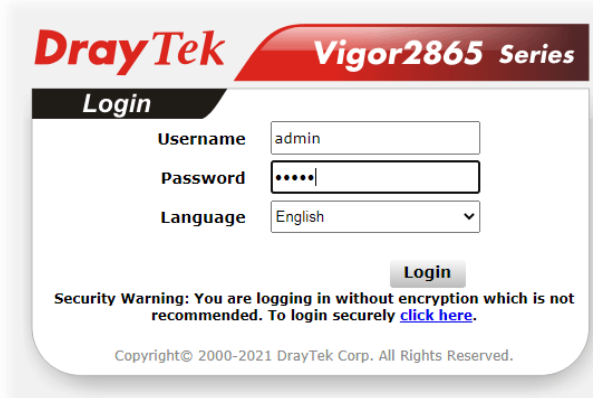 DrayTek Vigor2865 Series
Login
Username admin
Password •••••
Language English
Login
Security Warning: You are logging in without encryption which is not
recommended. To login securely click here.
Copyright© 2000-2021 DrayTek Corp. All Rights Reserved.